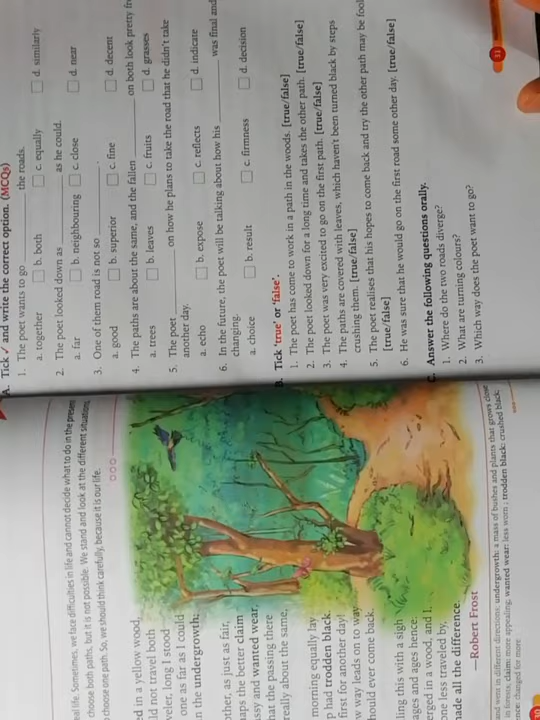 eal life. Sometimes, we face difficulties in life and cannot decide what to do in the present
choose both paths, but it is not possible. We stand and look at the different situations
choose one path. So, we should think carefully, because it is our life.
ed in a yellow wood,
ld not travel both
veler, long I stood
one as far as I could
in the undergrowth;
other, as just as fair,
haps the better claim
assy and wanted wear,
hat the passing there
really about the same,
morning equally lay
p had trodden black.
first for another day!
w way leads on to way
ould ever come back.
ling this with a sigh
ages and ages hence.
rged in a wood, and I,
one less traveled by,
ade all the difference.
—Robert Frost
and went in different directions; undergrowth: a mass of bushes and plants that grows close
in forests; claim: more appealing; wanted wear: less worn ; trodden black: crushed black;
nce: changed for more
30
A. Tick ✓ and write the correct option. (MCQs)
1. The poet wants to go ______ the roads.
a. together b. both c. equally d. similarly
2. The poet looked down as ______ as he could.
a. far b. neighbouring c. close d. near
3. One of them road is not so ______.
a. good b. superior c. fine d. decent
4. The paths are about the same, and the fallen ______ on both look pretty fre
a. trees b. leaves c. fruits d. grasses
5. The poet ______ on how he plans to take the road that he didn't take
another day.
a. echo b. expose c. reflects d. indicate
6. In the future, the poet will be talking about how his ______ was final and
changing.
a. choice b. result c. firmness d. decision
B. Tick 'true' or 'false'.
1. The poet has come to work in a path in the woods. [true/false]
2. The poet looked down for a long time and takes the other path. [true/false]
3. The poet was very excited to go on the first path. [true/false]
4. The paths are covered with leaves, which haven't been turned black by steps
crushing them. [true/false]
5. The poet realises that his hopes to come back and try the other path may be fool
[true/false]
6. He was sure that he would go on the first road some other day. [true/false]
C. Answer the following questions orally.
1. Where do the two roads diverge?
2. What are turning colours?
3. Which way does the poet want to go?
31